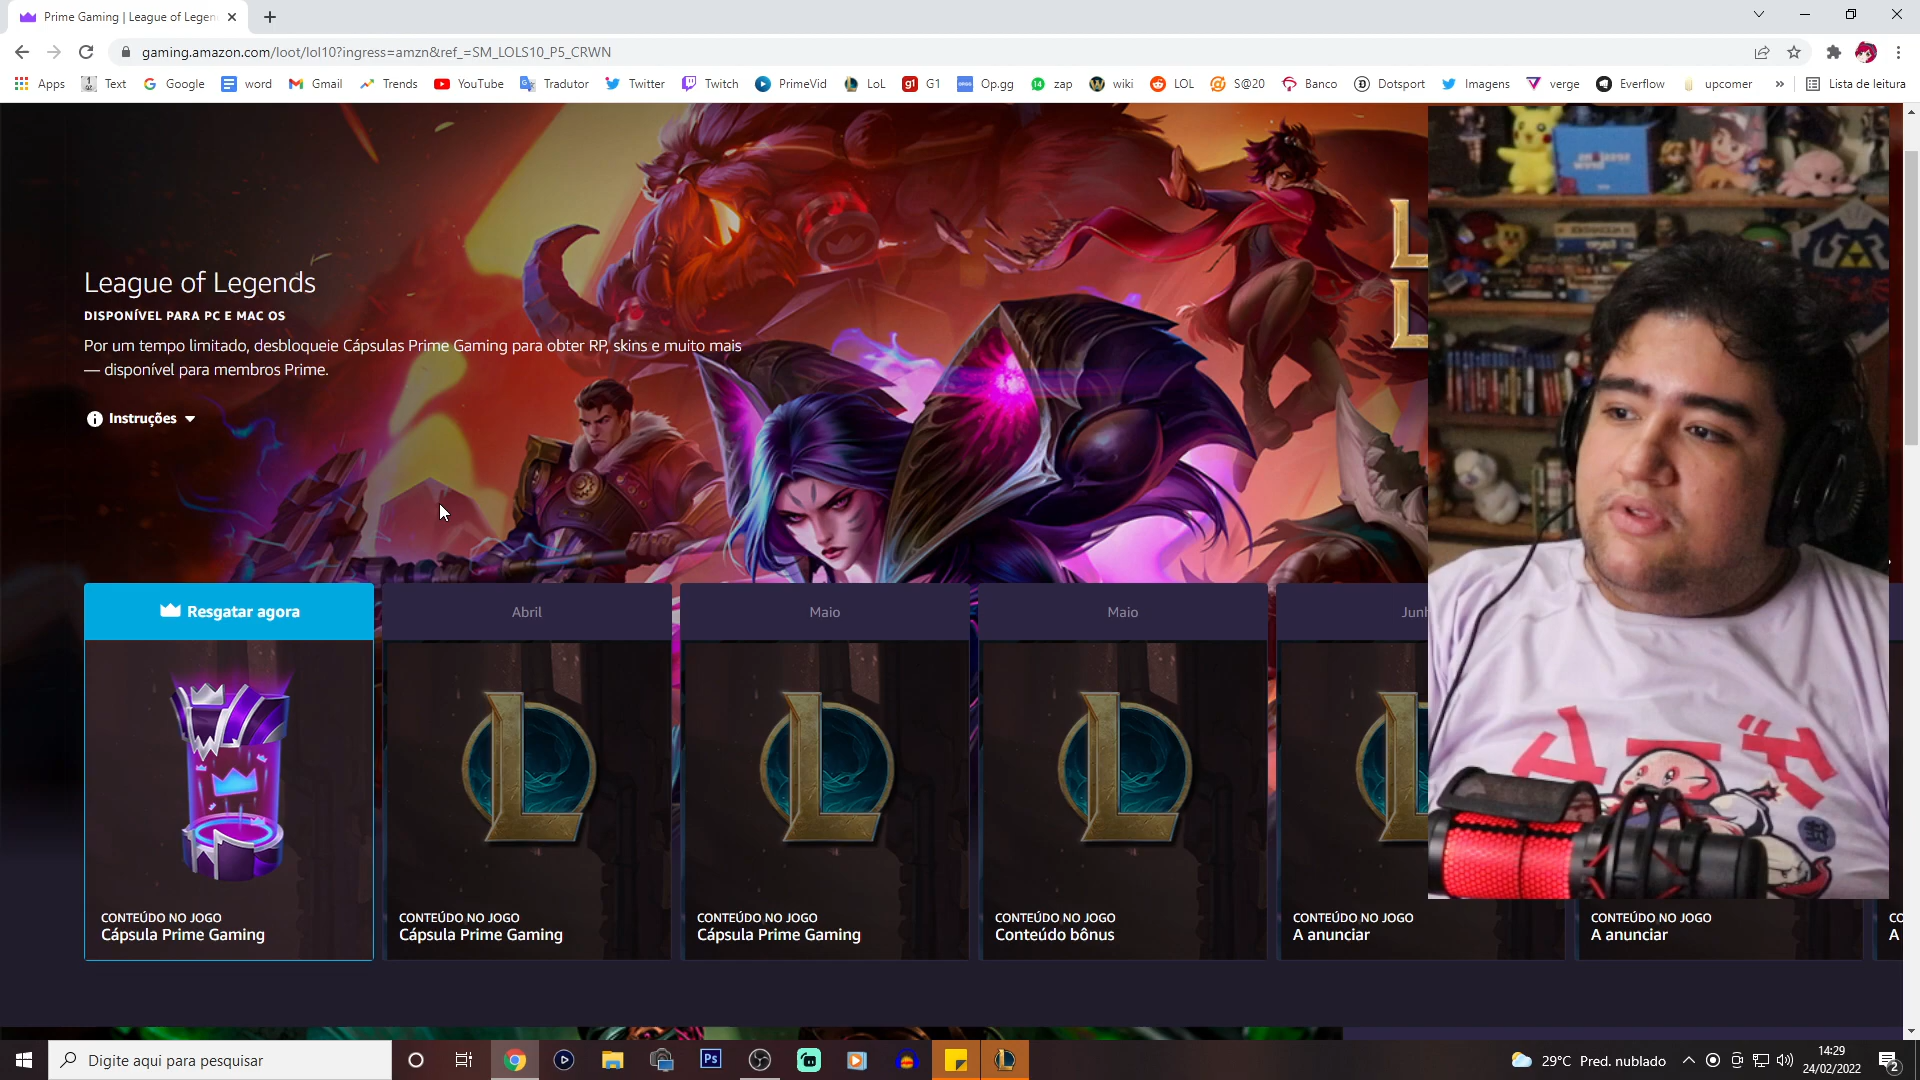 Prime Gaming | League of Legen
gaming.amazon.com/loot/lol10?ingress=amzn&ref_=SM_LOLS10_P5_CRWN
Apps Text Google word Gmail Trends YouTube Tradutor Twitter Twitch PrimeVid LoL G1 Op.gg zap wiki LOL S@20 Banco Dotsport Imagens verge Everflow upcomer » Lista de leitura
League of Legends
DISPONÍVEL PARA PC E MAC OS
Por um tempo limitado, desbloqueie Cápsulas Prime Gaming para obter RP, skins e muito mais
— disponível para membros Prime.
Instruções
Resgatar agora
Abril
Maio
Maio
Junh
CONTEÚDO NO JOGO
Cápsula Prime Gaming
CONTEÚDO NO JOGO
Cápsula Prime Gaming
CONTEÚDO NO JOGO
Cápsula Prime Gaming
CONTEÚDO NO JOGO
Conteúdo bônus
CONTEÚDO NO JOGO
A anunciar
CONTEÚDO NO JOGO
A anunciar
CO
A
Digite aqui para pesquisar
Ps
29°C Pred. nublado
14:29
24/02/2022
2